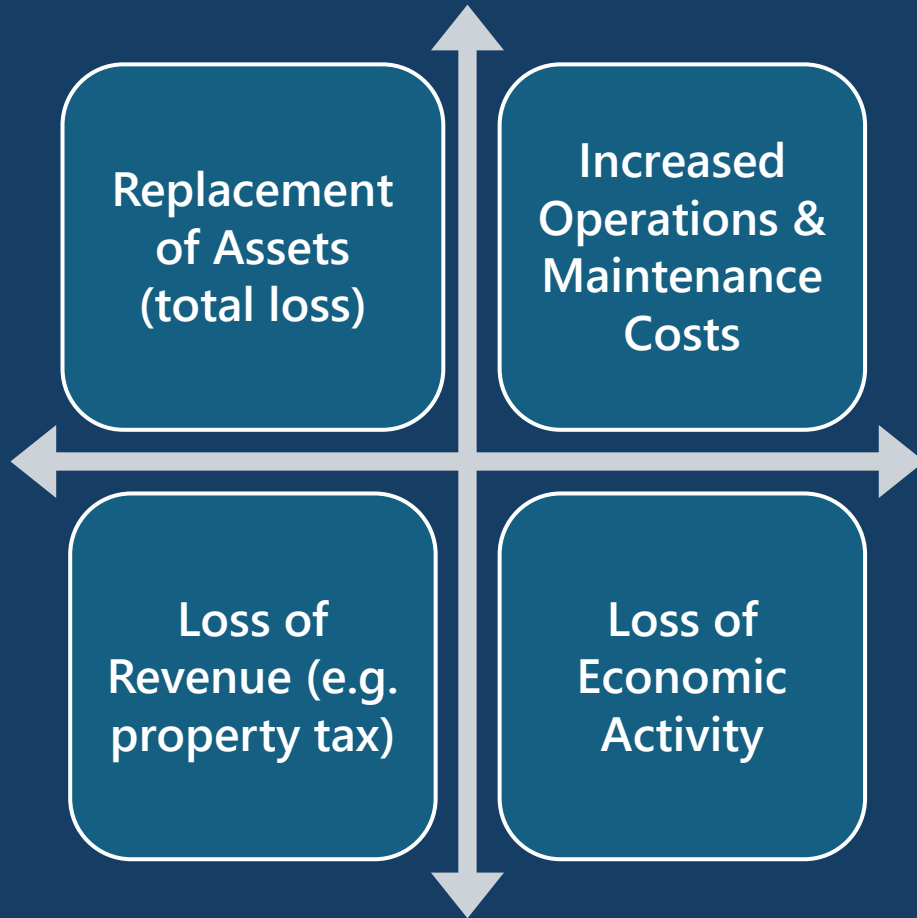 Replacement
of Assets
(total loss)
Increased
Operations &
Maintenance
Costs
Loss of
Revenue (e.g.
property tax)
Loss of
Economic
Activity